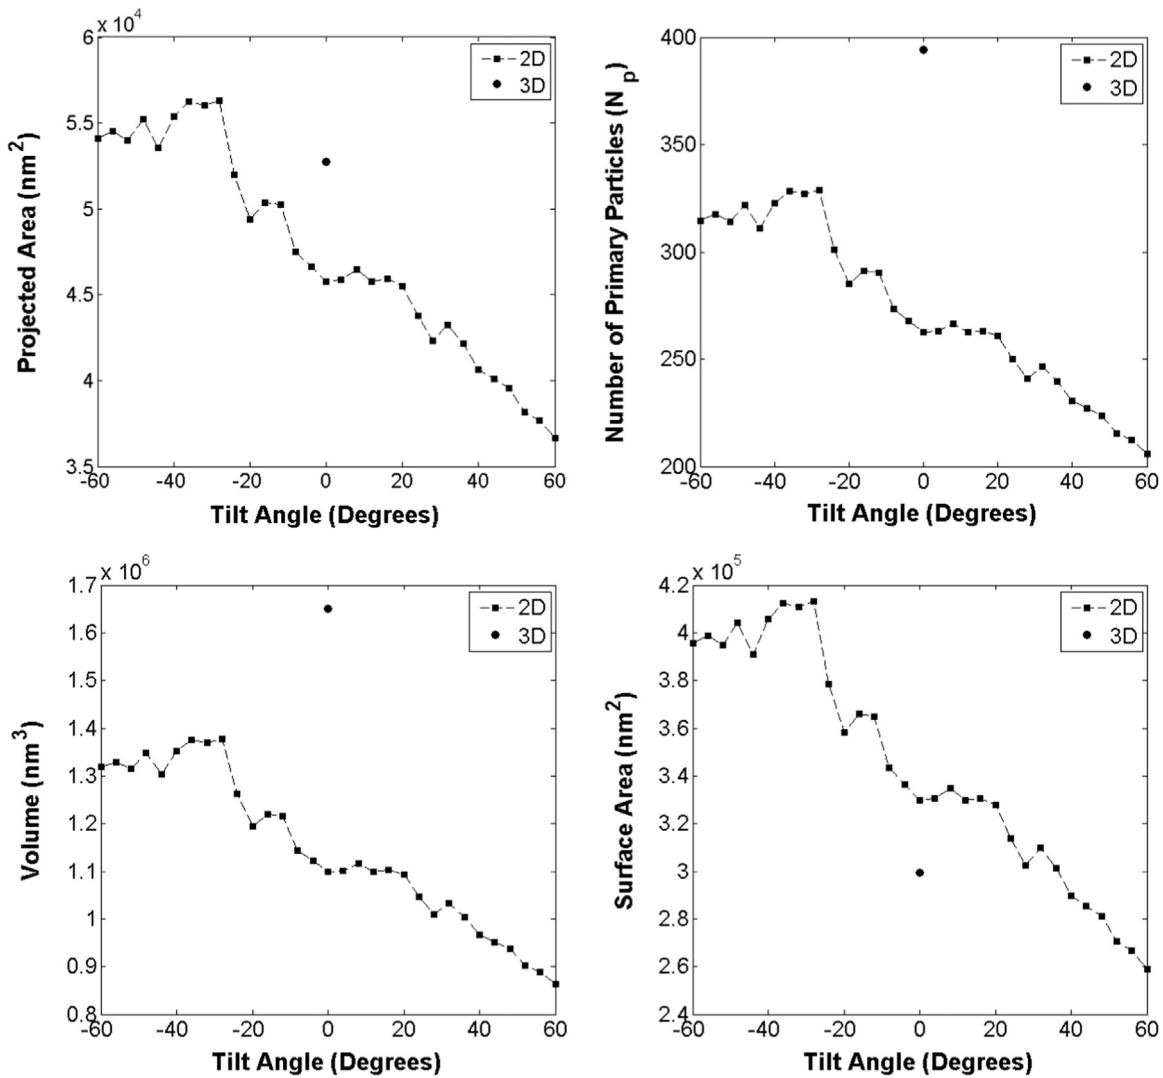 x 10^4
6
5.5
5
4.5
4
3.5
-60 -40 -20 0 20 40 60
Projected Area (nm^2)
Tilt Angle (Degrees)
2D
3D
400
350
300
250
200
-60 -40 -20 0 20 40 60
Number of Primary Particles (N_p)
Tilt Angle (Degrees)
2D
3D
x 10^6
1.7
1.6
1.5
1.4
1.3
1.2
1.1
1
0.9
0.8
-60 -40 -20 0 20 40 60
Volume (nm^3)
Tilt Angle (Degrees)
2D
3D
x 10^5
4.2
4
3.8
3.6
3.4
3.2
3
2.8
2.6
2.4
-60 -40 -20 0 20 40 60
Surface Area (nm^2)
Tilt Angle (Degrees)
2D
3D